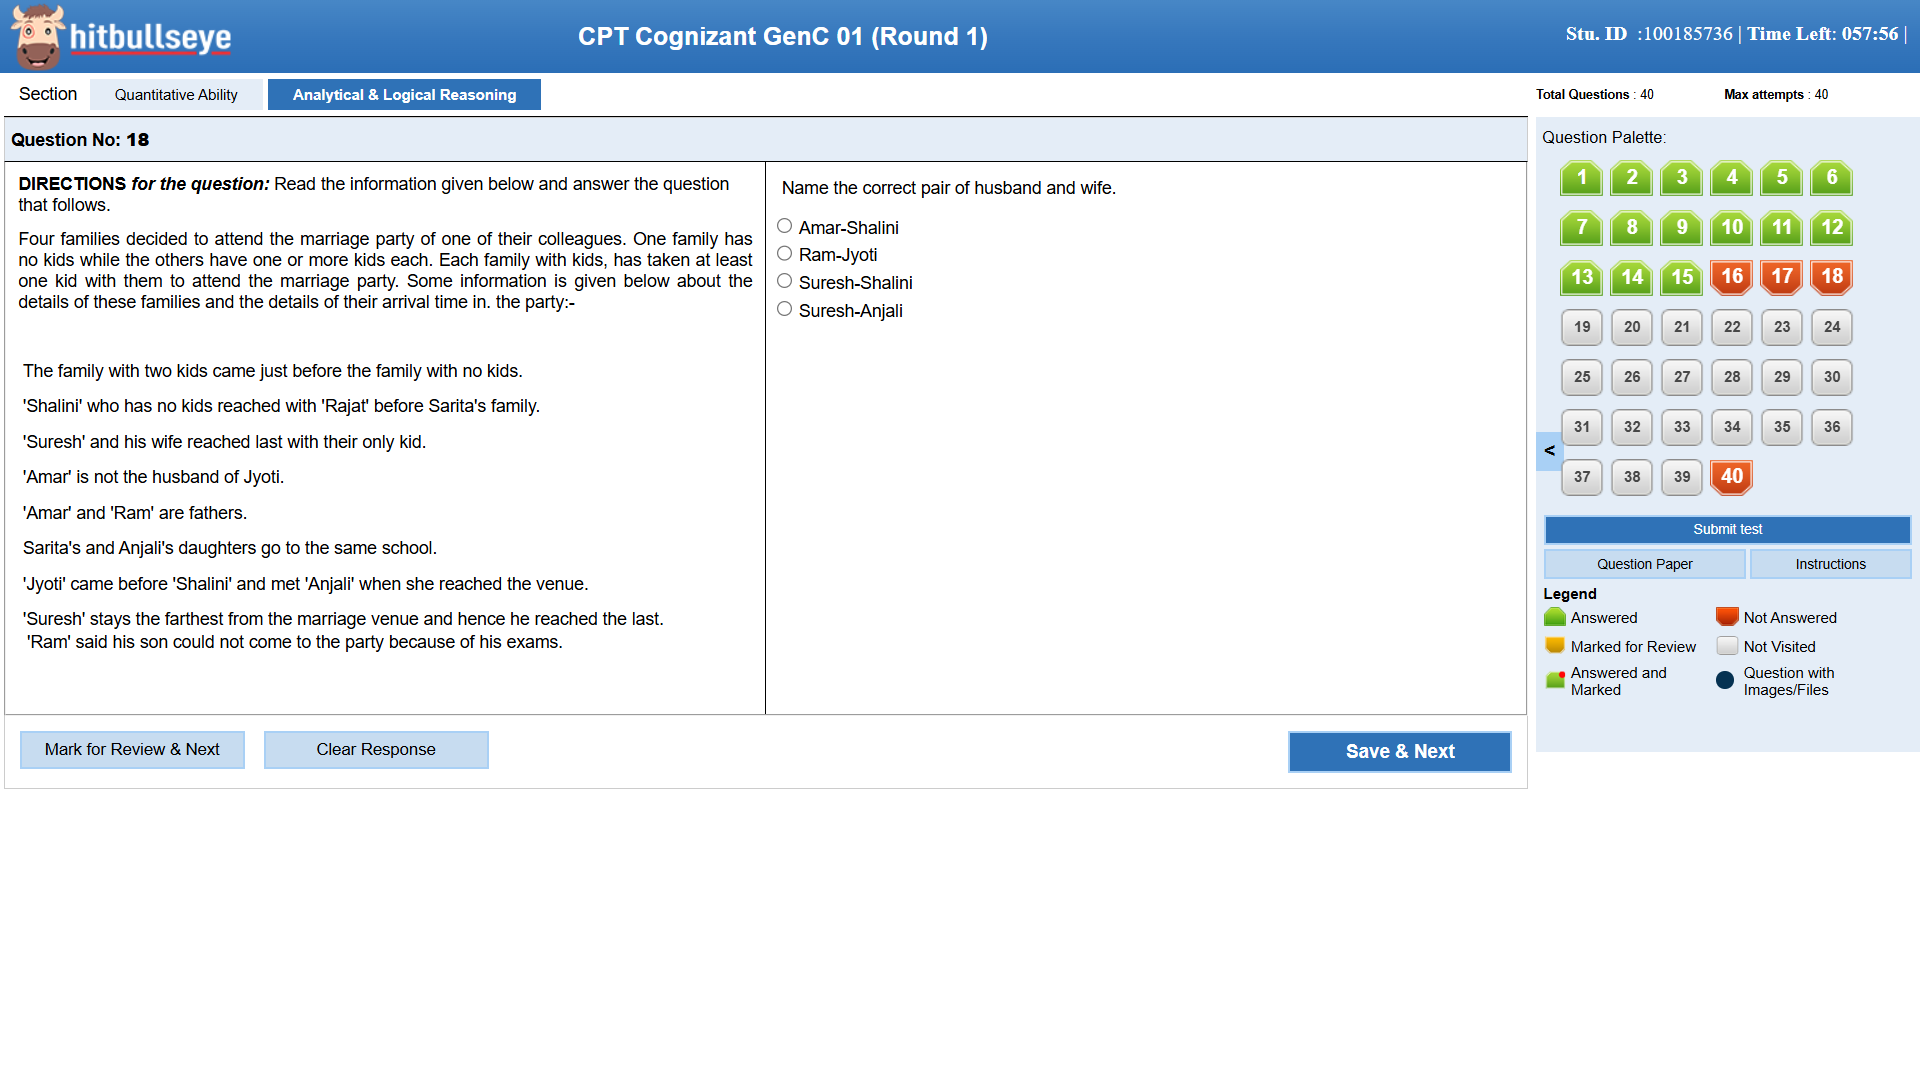 hitbullseye
CPT Cognizant GenC 01 (Round 1)
Stu. ID :100185736 | Time Left: 057:56 |
Section
Quantitative Ability
Analytical & Logical Reasoning
Total Questions : 40
Max attempts : 40
Question No: 18
DIRECTIONS for the question: Read the information given below and answer the question
that follows.
Four families decided to attend the marriage party of one of their colleagues. One family has
no kids while the others have one or more kids each. Each family with kids, has taken at least
one kid with them to attend the marriage party. Some information is given below about the
details of these families and the details of their arrival time in. the party:-
The family with two kids came just before the family with no kids.
'Shalini' who has no kids reached with 'Rajat' before Sarita's family.
'Suresh' and his wife reached last with their only kid.
'Amar' is not the husband of Jyoti.
'Amar' and 'Ram' are fathers.
Sarita's and Anjali's daughters go to the same school.
'Jyoti' came before 'Shalini' and met 'Anjali' when she reached the venue.
'Suresh' stays the farthest from the marriage venue and hence he reached the last.
'Ram' said his son could not come to the party because of his exams.
Name the correct pair of husband and wife.
Amar-Shalini
Ram-Jyoti
Suresh-Shalini
Suresh-Anjali
Mark for Review & Next
Clear Response
Save & Next
Question Palette:
1 2 3 4 5 6
7 8 9 10 11 12
13 14 15 16 17 18
19 20 21 22 23 24
25 26 27 28 29 30
31 32 33 34 35 36
<
37 38 39 40
Submit test
Question Paper
Instructions
Legend
Answered
Not Answered
Marked for Review
Not Visited
Answered and
Marked
Question with
Images/Files